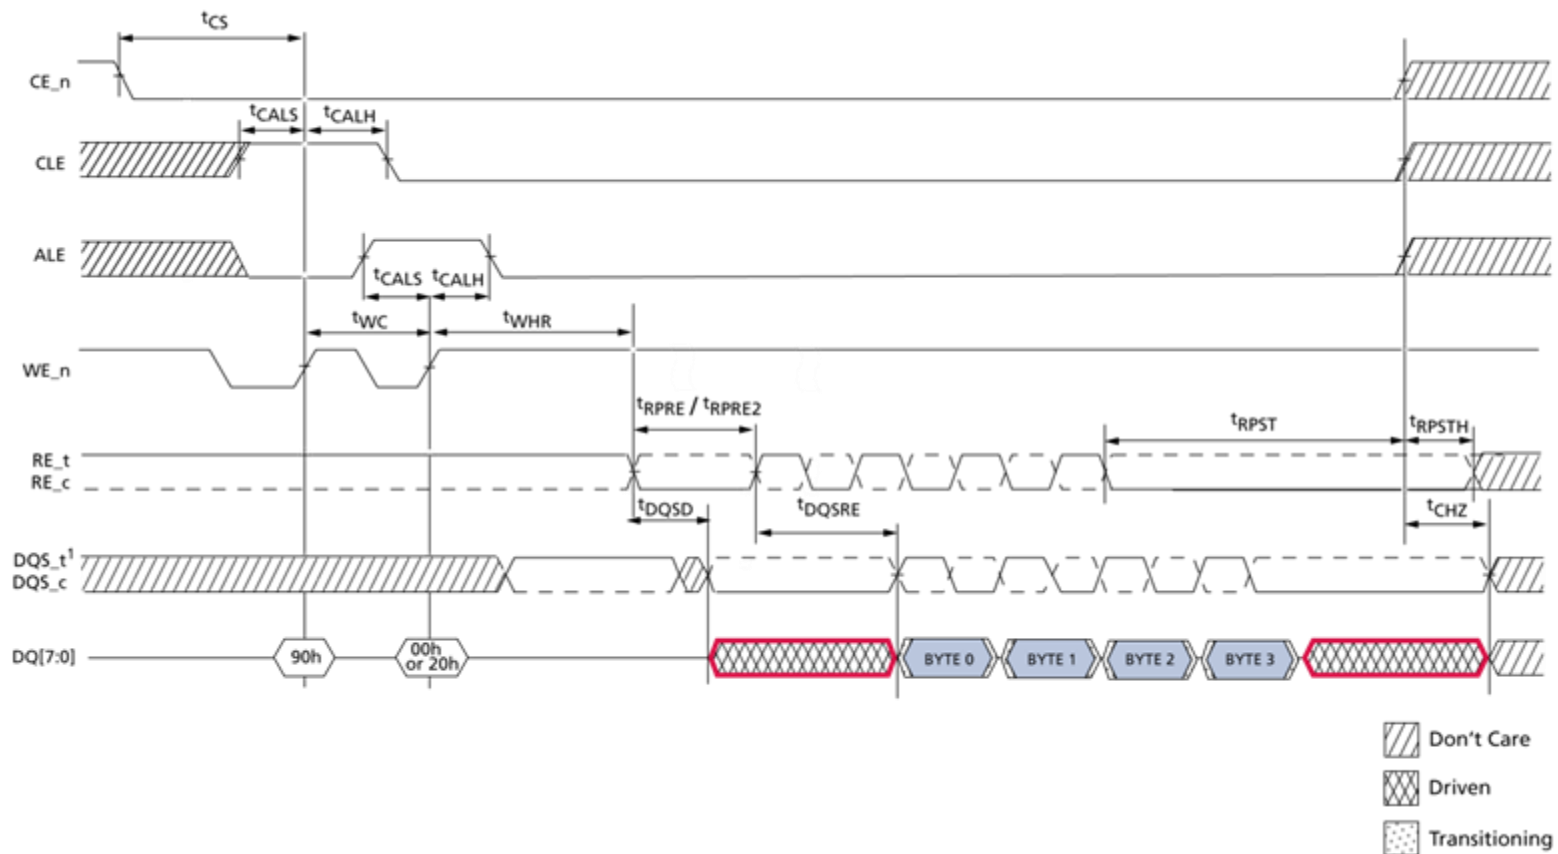 tCS
CE_n
tCALS tCALH
CLE
ALE
tCALS tCALH
tWC tWHR
WE_n
tRPRE / tRPRE2
tRPST tRPSTH
RE_t
RE_c
tDQSD tDQSRE tCHZ
DQS_t1
DQS_c
DQ[7:0] 90h 00h or 20h BYTE 0 BYTE 1 BYTE 2 BYTE 3
Don't Care
Driven
Transitioning